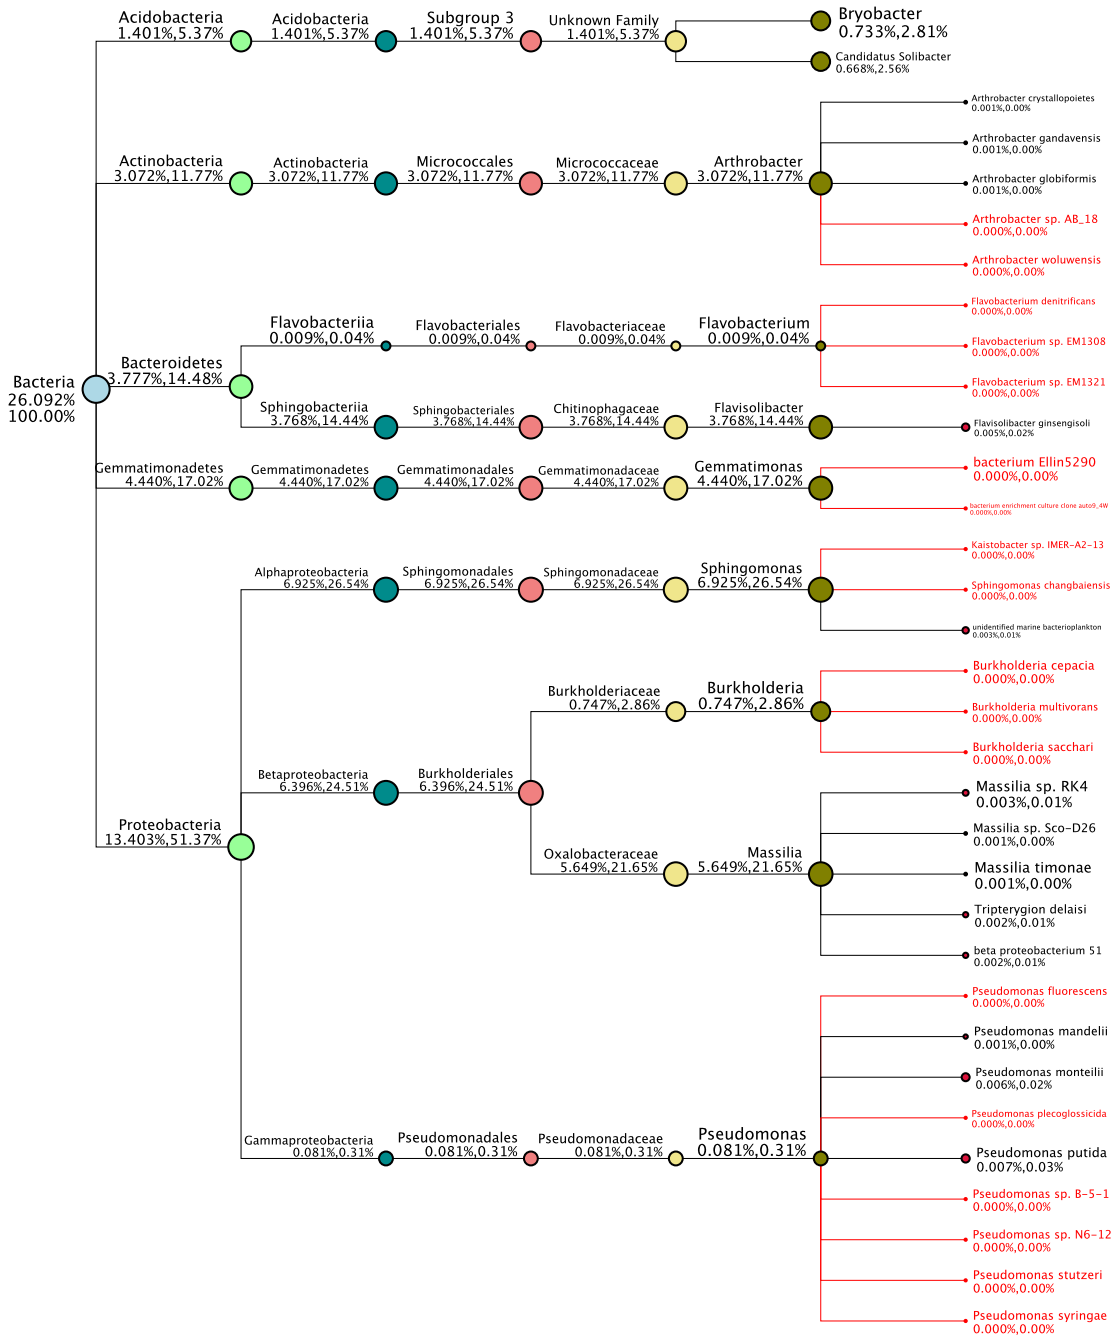 Acidobacteria
1.401%,5.37%
Acidobacteria
1.401%,5.37%
Subgroup 3
1.401%,5.37%
Unknown Family
1.401%,5.37%
Bryobacter
0.733%,2.81%
Candidatus Solibacter
0.668%,2.56%
Arthrobacter crystallopoietes
0.001%,0.00%
Arthrobacter gandavensis
0.001%,0.00%
Actinobacteria
3.072%,11.77%
Actinobacteria
3.072%,11.77%
Micrococcales
3.072%,11.77%
Micrococcaceae
3.072%,11.77%
Arthrobacter
3.072%,11.77%
Arthrobacter globiformis
0.001%,0.00%
Arthrobacter sp. AB_18
0.000%,0.00%
Arthrobacter woluwensis
0.000%,0.00%
Flavobacterium denitrificans
0.000%,0.00%
Flavobacteriia
0.009%,0.04%
Flavobacteriales
0.009%,0.04%
Flavobacteriaceae
0.009%,0.04%
Flavobacterium
0.009%,0.04%
Flavobacterium sp. EM1308
0.000%,0.00%
Bacteria
26.092%
100.00%
Bacteroidetes
3.777%,14.48%
Flavobacterium sp. EM1321
0.000%,0.00%
Sphingobacteriia
3.768%,14.44%
Sphingobacteriales
3.768%,14.44%
Chitinophagaceae
3.768%,14.44%
Flavisolibacter
3.768%,14.44%
Flavisolibacter ginsengisoli
0.005%,0.02%
Gemmatimonadetes
4.440%,17.02%
Gemmatimonadetes
4.440%,17.02%
Gemmatimonadales
4.440%,17.02%
Gemmatimonadaceae
4.440%,17.02%
Gemmatimonas
4.440%,17.02%
bacterium Ellin5290
0.000%,0.00%
bacterium enrichment culture clone auto9_4W
0.000%,0.00%
Kaistobacter sp. IMER-A2-13
0.000%,0.00%
Alphaproteobacteria
6.925%,26.54%
Sphingomonadales
6.925%,26.54%
Sphingomonadaceae
6.925%,26.54%
Sphingomonas
6.925%,26.54%
Sphingomonas changbaiensis
0.000%,0.00%
unidentified marine bacterioplankton
0.003%,0.01%
Burkholderia cepacia
0.000%,0.00%
Burkholderiaceae
0.747%,2.86%
Burkholderia
0.747%,2.86%
Burkholderia multivorans
0.000%,0.00%
Burkholderia sacchari
0.000%,0.00%
Betaproteobacteria
6.396%,24.51%
Burkholderiales
6.396%,24.51%
Massilia sp. RK4
0.003%,0.01%
Proteobacteria
13.403%,51.37%
Massilia sp. Sco-D26
0.001%,0.00%
Oxalobacteraceae
5.649%,21.65%
Massilia
5.649%,21.65%
Massilia timonae
0.001%,0.00%
Tripterygion delaisi
0.002%,0.01%
beta proteobacterium 51
0.002%,0.01%
Pseudomonas fluorescens
0.000%,0.00%
Pseudomonas mandelii
0.001%,0.00%
Pseudomonas monteilii
0.006%,0.02%
Pseudomonas plecoglossicida
0.000%,0.00%
Gammaproteobacteria
0.081%,0.31%
Pseudomonadales
0.081%,0.31%
Pseudomonadaceae
0.081%,0.31%
Pseudomonas
0.081%,0.31%
Pseudomonas putida
0.007%,0.03%
Pseudomonas sp. B-5-1
0.000%,0.00%
Pseudomonas sp. N6-12
0.000%,0.00%
Pseudomonas stutzeri
0.000%,0.00%
Pseudomonas syringae
0.000%,0.00%